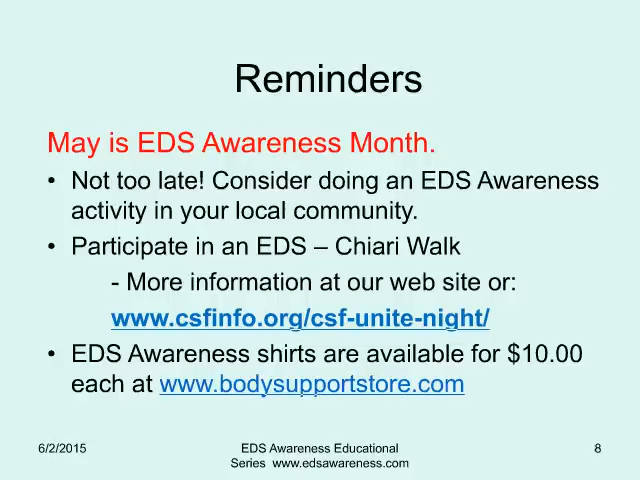 Reminders
May is EDS Awareness Month.
• Not too late! Consider doing an EDS Awareness
activity in your local community.
• Participate in an EDS – Chiari Walk
- More information at our web site or:
www.csfinfo.org/csf-unite-night/
• EDS Awareness shirts are available for $10.00
each at www.bodysupportstore.com
6/2/2015
EDS Awareness Educational
Series www.edsawareness.com
8